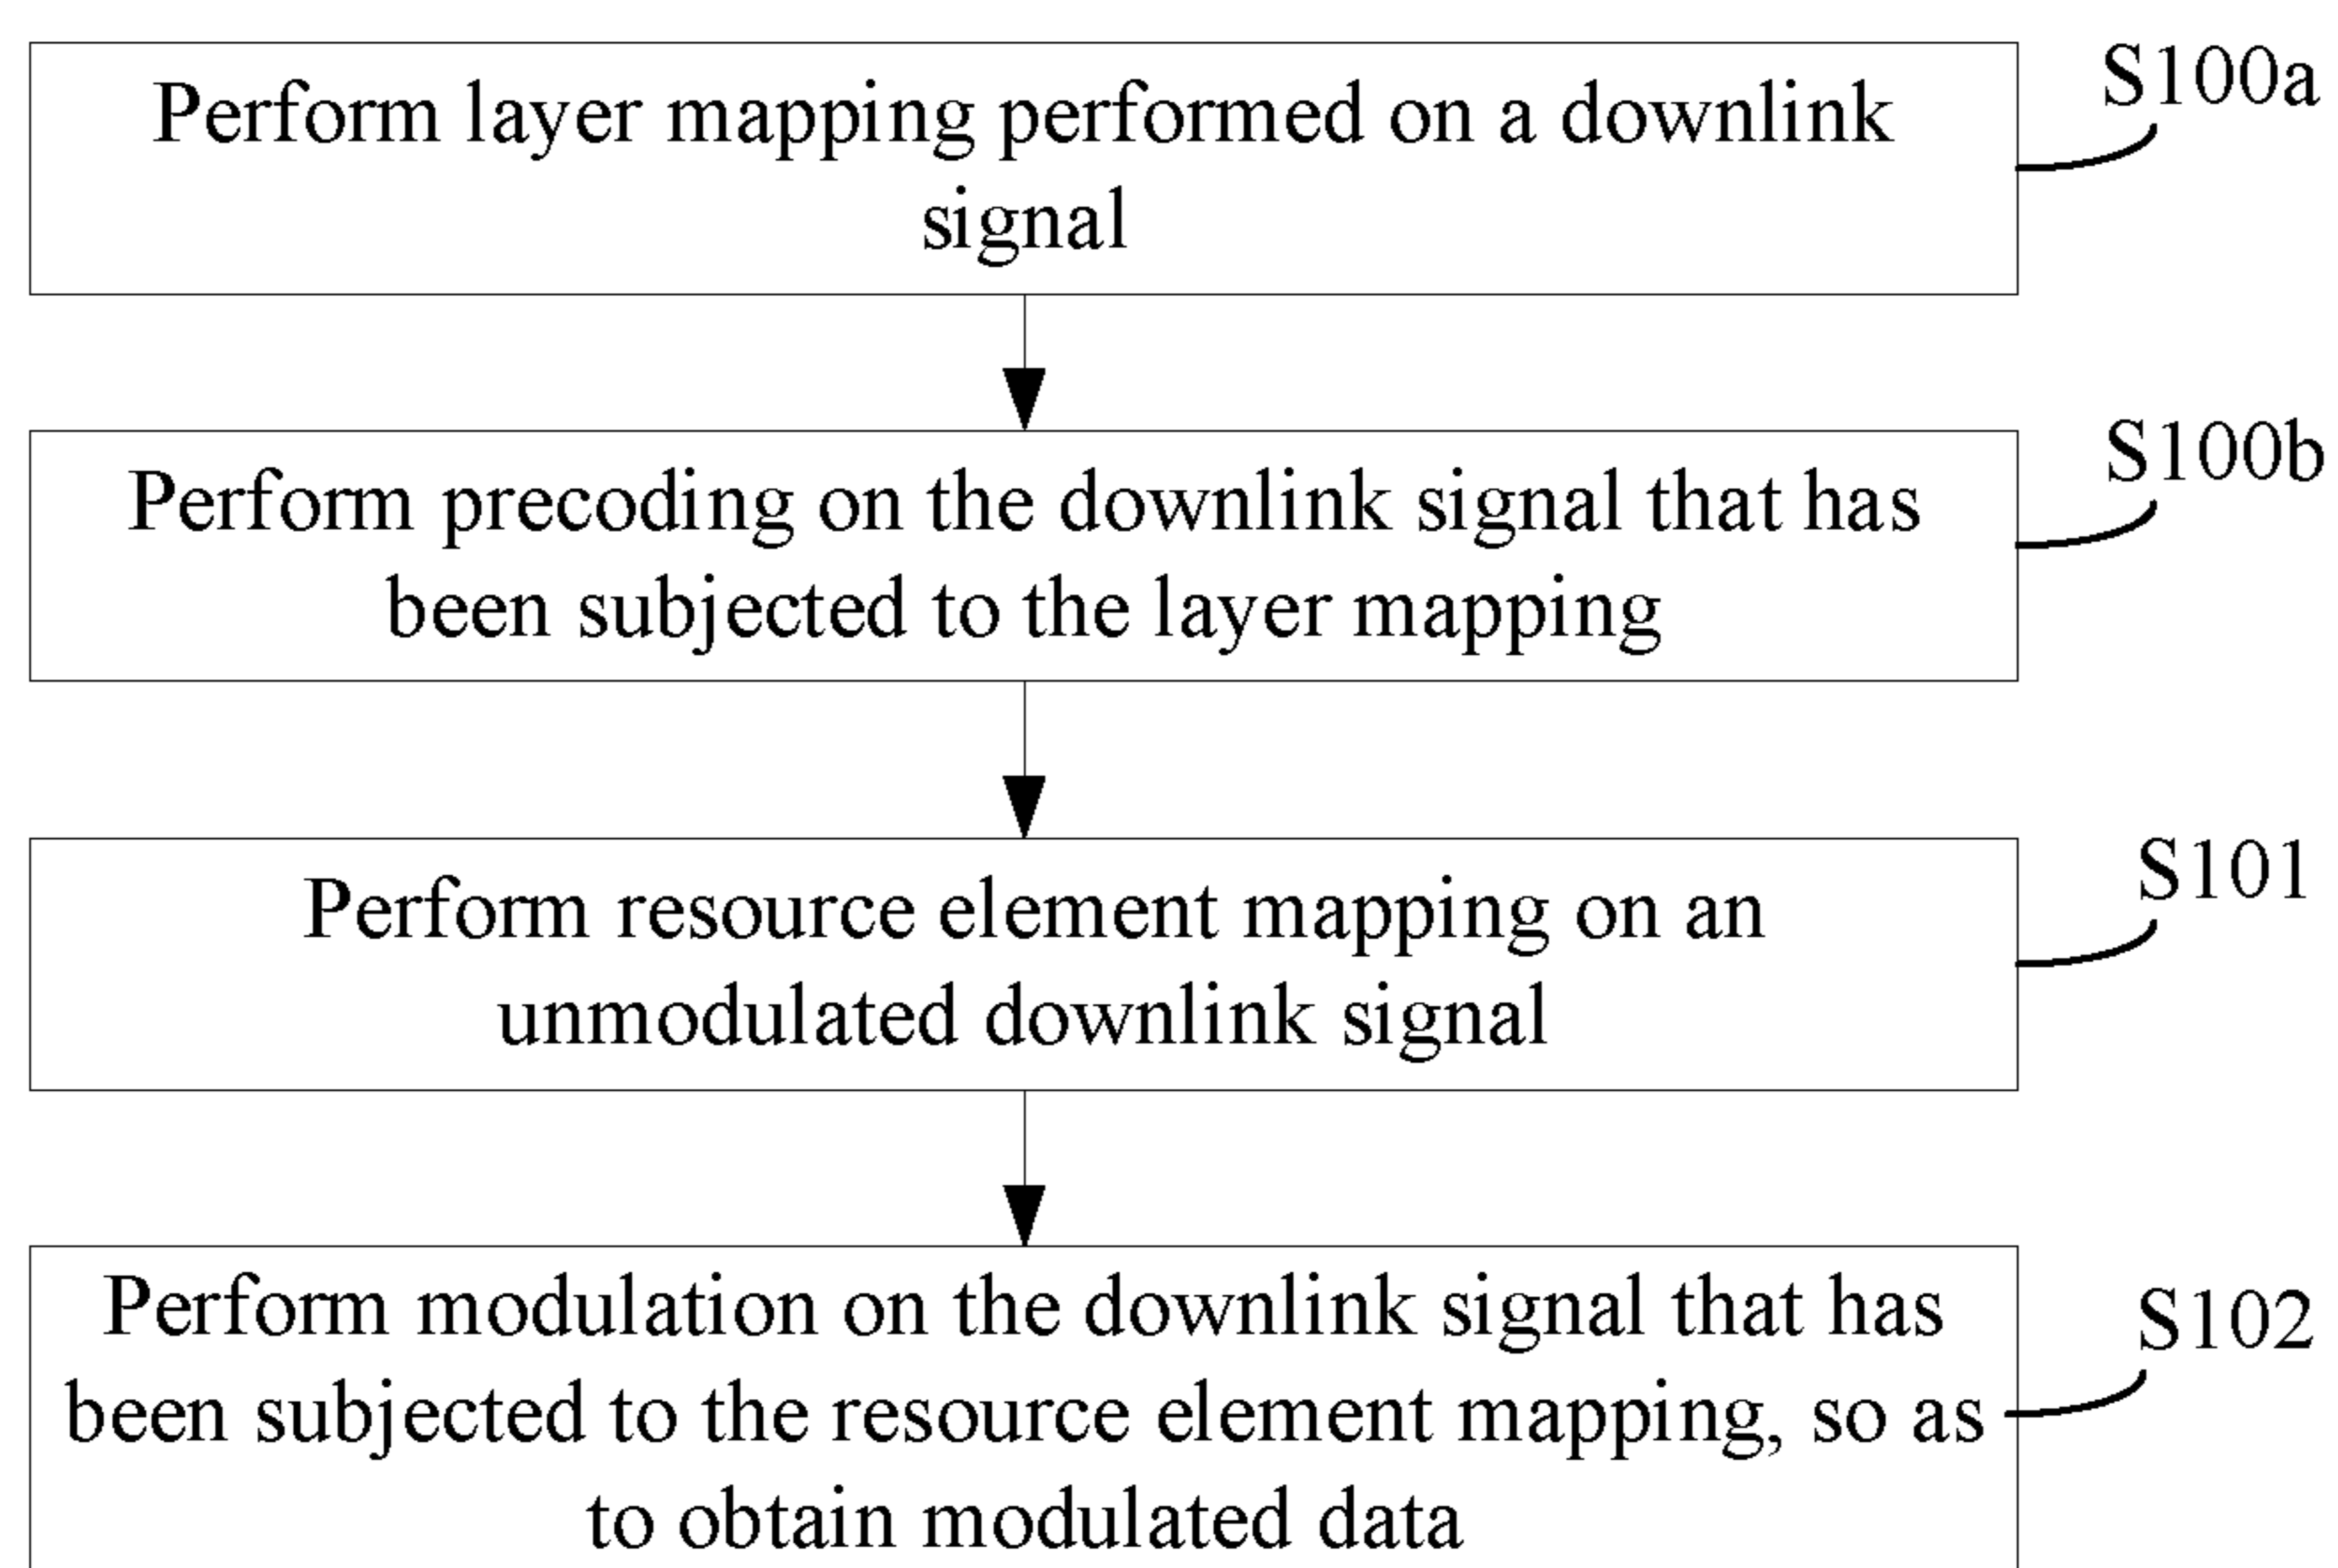 Perform layer mapping performed on a downlink
signal
S100a
Perform precoding on the downlink signal that has
been subjected to the layer mapping
S100b
Perform resource element mapping on an
unmodulated downlink signal
S101
Perform modulation on the downlink signal that has
been subjected to the resource element mapping, so as
to obtain modulated data
S102